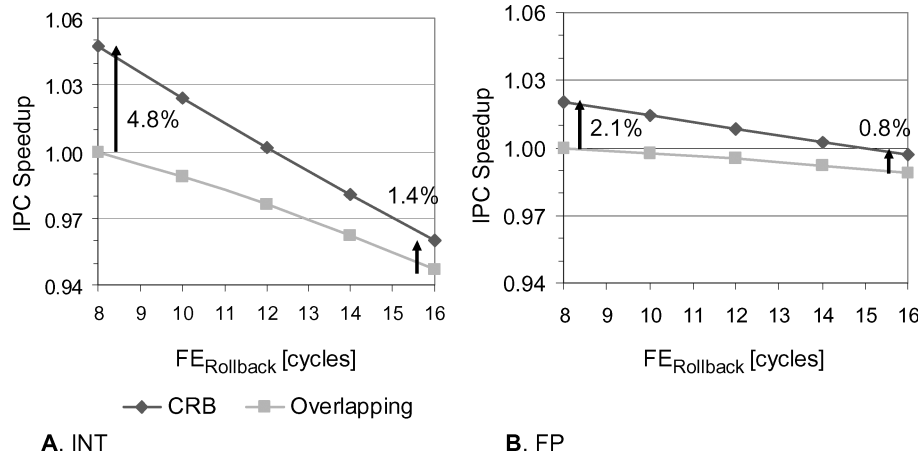 1.06
1.03
1.00
0.97
0.94
IPC Speedup
4.8%
1.4%
8 9 10 11 12 13 14 15 16
FERollback [cycles]
CRB Overlapping
A. INT
1.06
1.03
1.00
0.97
0.94
IPC Speedup
2.1%
0.8%
8 9 10 11 12 13 14 15 16
FERollback [cycles]
B. FP